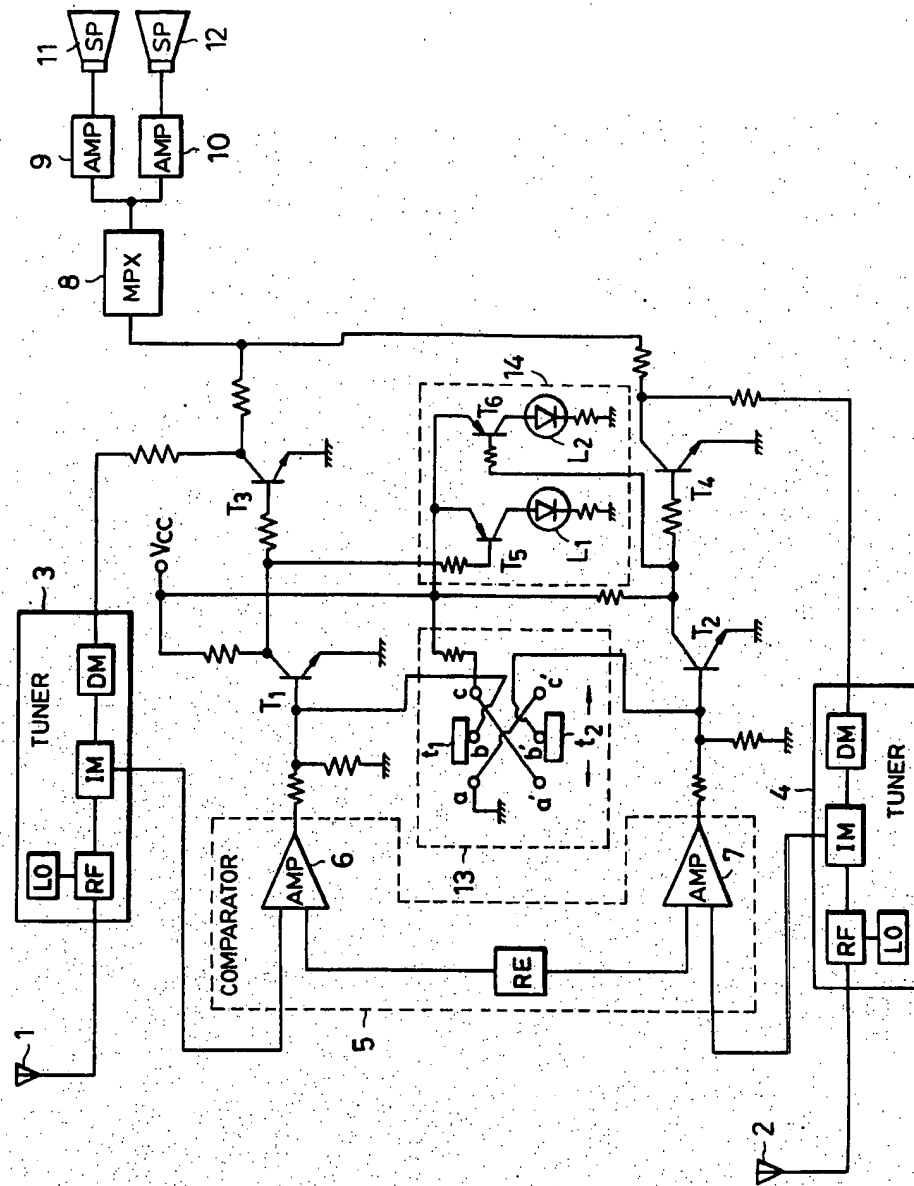 1
3
TUNER
LO
RF
IM
DM
VCC
T1
T3
8
MPX
9
AMP
11
SP
AMP
10
SP
12
COMPARATOR
AMP
6
5
RE
AMP
7
13
a
b
c
t1
a'
b'
c'
t2
14
T5
L1
T6
L2
T2
T4
2
4
RF
LO
IM
DM
TUNER